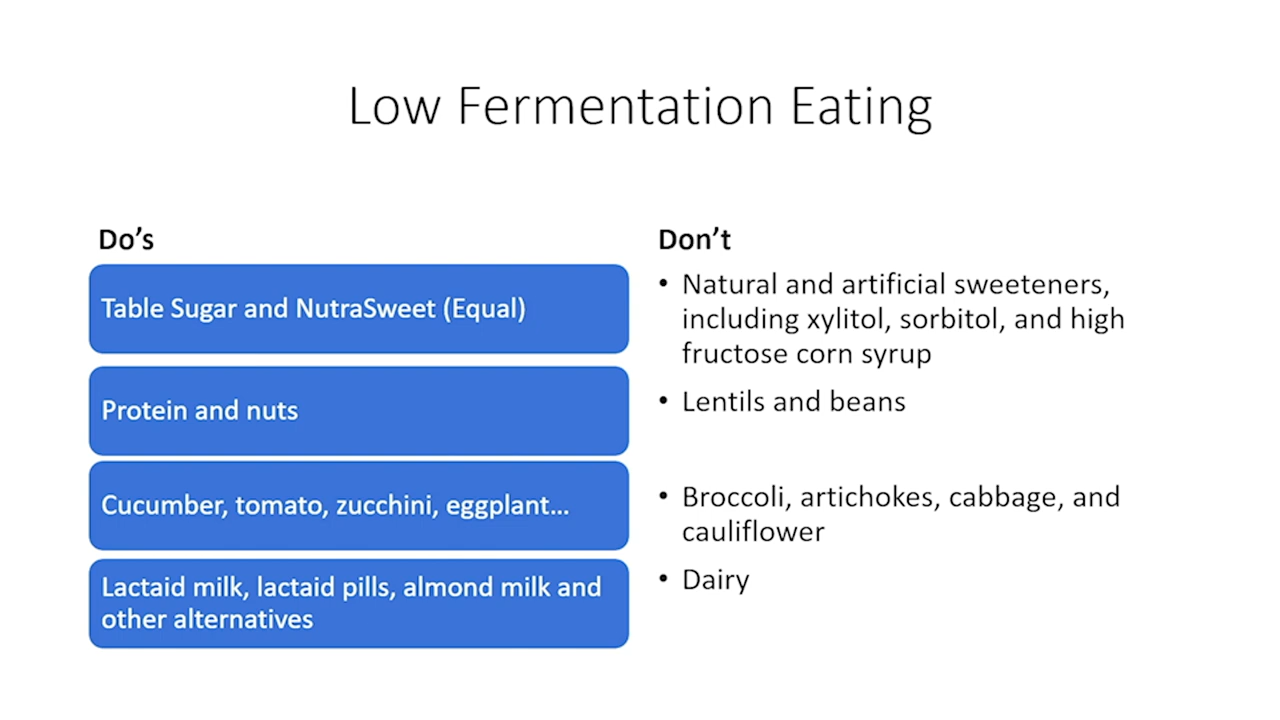 Low Fermentation Eating
Do’s
Table Sugar and NutraSweet (Equal)
Protein and nuts
Cucumber, tomato, zucchini, eggplant…
Lactaid milk, lactaid pills, almond milk and
other alternatives
Don’t
• Natural and artificial sweeteners,
including xylitol, sorbitol, and high
fructose corn syrup
• Lentils and beans
• Broccoli, artichokes, cabbage, and
cauliflower
• Dairy